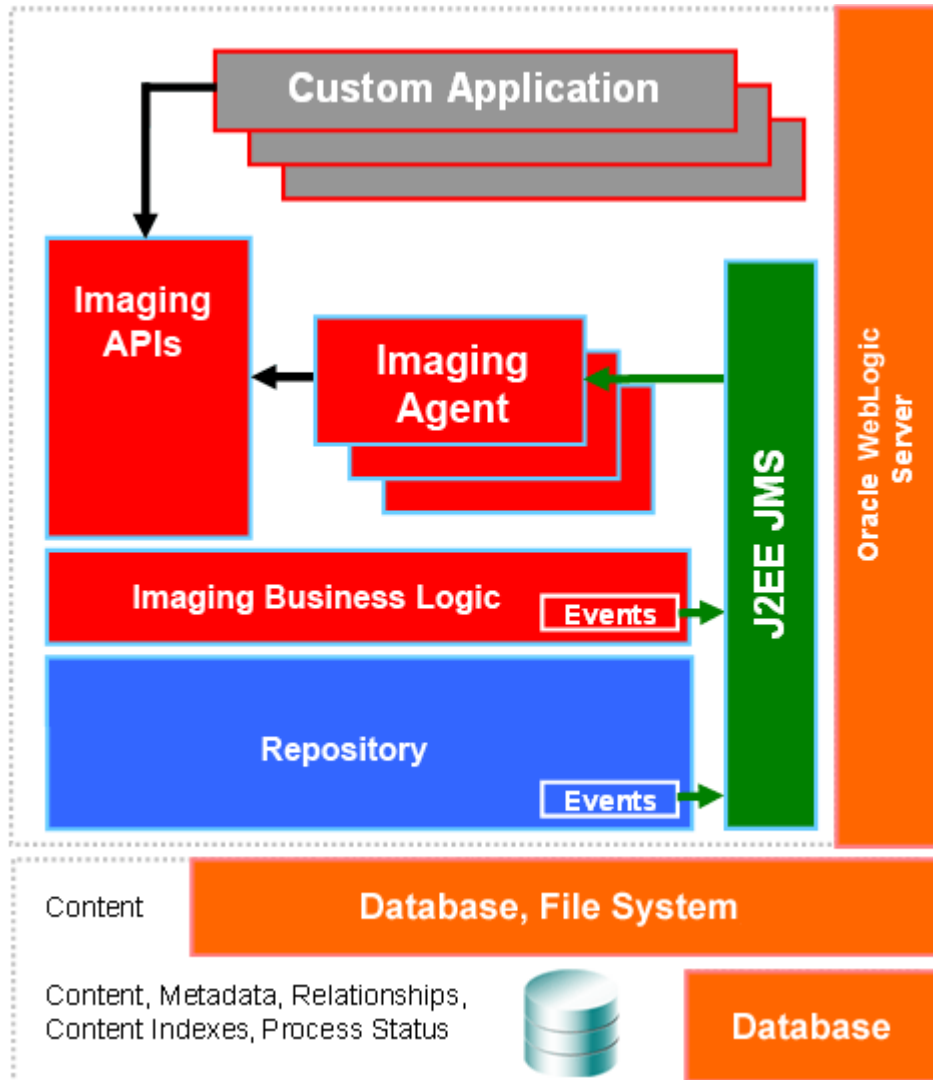 Custom Application
Imaging
APIs
Imaging
Agent
J2EE JMS
Oracle WebLogic
Server
Imaging Business Logic
Events
Repository
Events
Content
Database, File System
Content, Metadata, Relationships,
Content Indexes, Process Status
Database